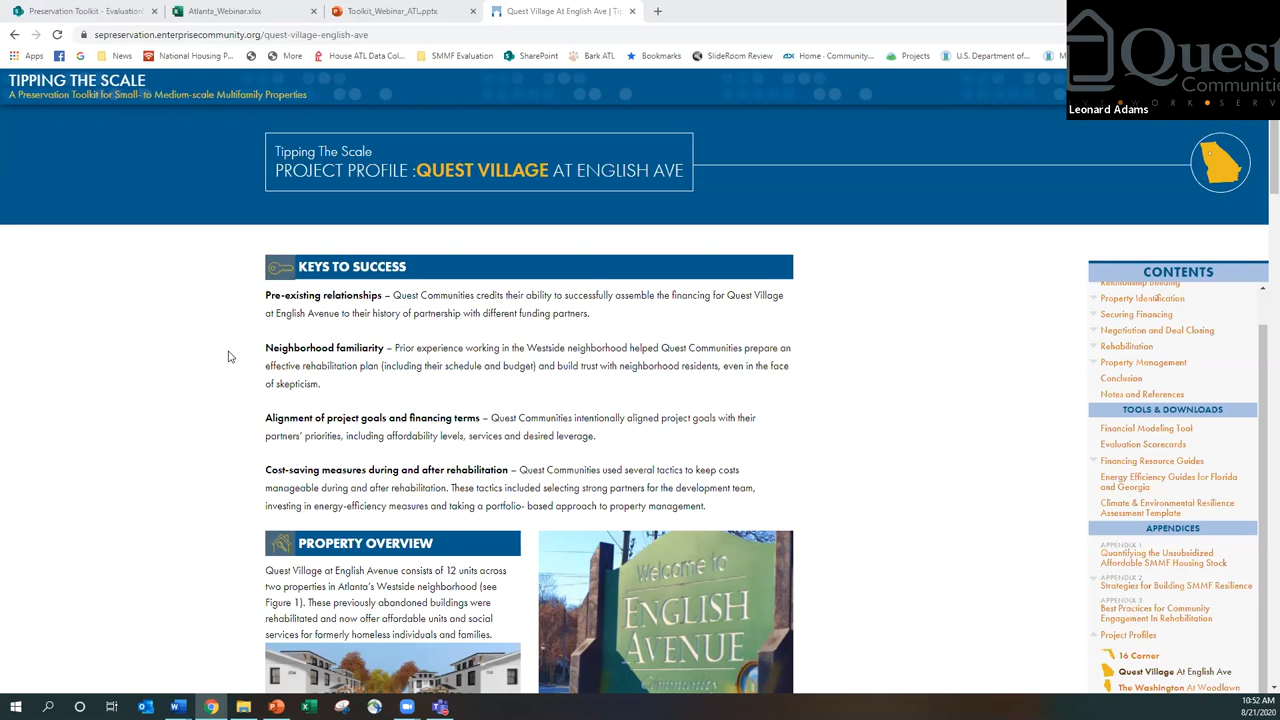 Preservation Toolkit - Evaluation
Atlanta_Webinar.xlsx
Toolkit_Webinar_ATL.pptx
Quest Village At English Ave | Ti
sepreservation.enterprisecommunity.org/quest-village-english-ave
Apps
News
National Housing P...
More
House ATL Data Col...
SMMF Evaluation
SharePoint
Bark ATL
Bookmarks
SlideRoom Review
Home - Community...
Projects
U.S. Department of...
Quest
Communiti
LIVE WORK SERV
Leonard Adams
TIPPING THE SCALE
A Preservation Toolkit for Small- to Medium-scale Multifamily Properties
Tipping The Scale
PROJECT PROFILE :QUEST VILLAGE AT ENGLISH AVE
KEYS TO SUCCESS
Pre-existing relationships – Quest Communities credits their ability to successfully assemble the financing for Quest Village
at English Avenue to their history of partnership with different funding partners.
Neighborhood familiarity – Prior experience working in the Westside neighborhood helped Quest Communities prepare an
effective rehabilitation plan (including their schedule and budget) and build trust with neighborhood residents, even in the face
of skepticism.
Alignment of project goals and financing terms – Quest Communities intentionally aligned project goals with their
partners' priorities, including affordability levels, services and desired leverage.
Cost-saving measures during and after rehabilitation – Quest Communities used several tactics to keep costs
manageable during and after rehabilitation. These tactics included selecting strong partners for the development team,
investing in energy-efficiency measures and taking a portfolio- based approach to property management.
PROPERTY OVERVIEW
Quest Village at English Avenue consists of 12 units across
two properties in Atlanta's Westside neighborhood (see
Figure 1). These previously abandoned buildings were
rehabilitated and now offer affordable units and social
services for formerly homeless individuals and families.
Welcome to
ENGLISH
AVENUE
CONTENTS
Relationship Building
Property Identification
Securing Financing
Negotiation and Deal Closing
Rehabilitation
Property Management
Conclusion
Notes and References
TOOLS & DOWNLOADS
Financial Modeling Tool
Evaluation Scorecards
Financing Resource Guides
Energy Efficiency Guides for Florida
and Georgia
Climate & Environmental Resilience
Assessment Template
APPENDICES
APPENDIX 1
Quantifying the Unsubsidized
Affordable SMMF Housing Stock
APPENDIX 2
Strategies for Building SMMF Resilience
APPENDIX 3
Best Practices for Community
Engagement In Rehabilitation
Project Profiles
16 Corner
Quest Village At English Ave
The Washington At Woodlawn
10:52 AM
8/21/2020